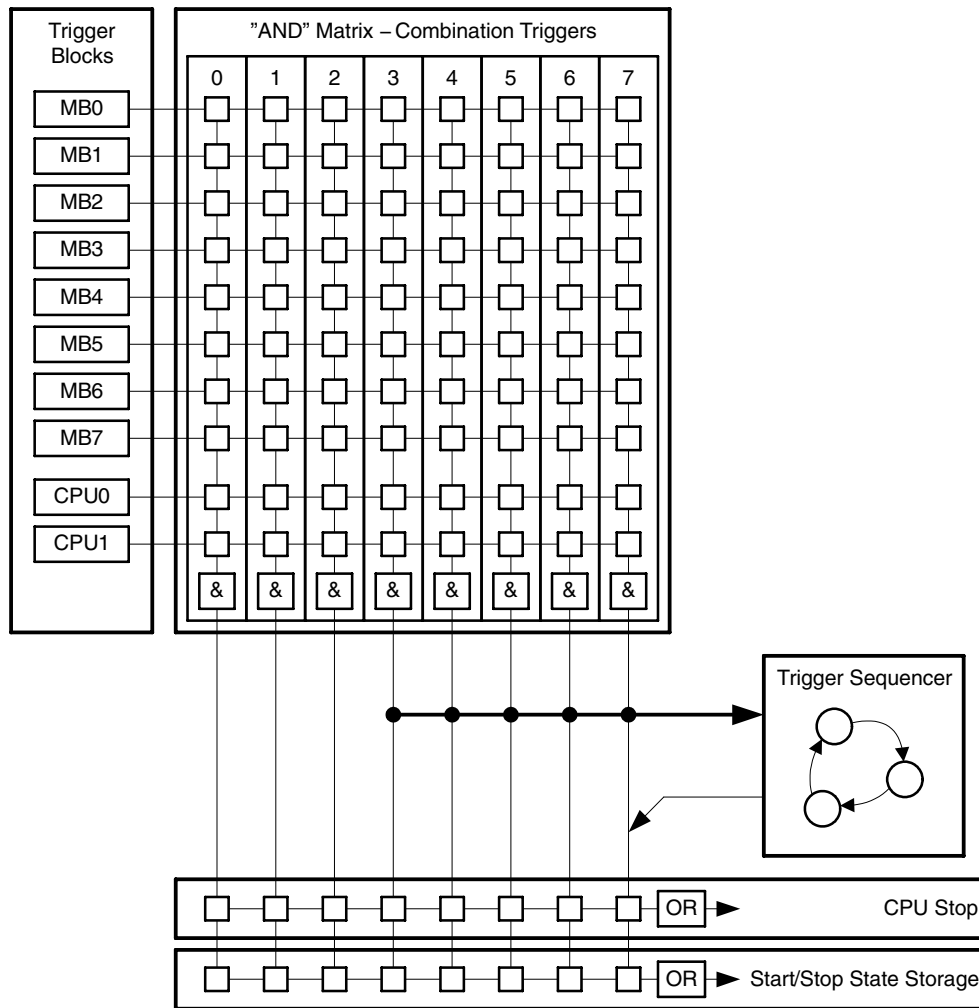 Trigger
Blocks
"AND" Matrix – Combination Triggers
0 1 2 3 4 5 6 7
MB0
MB1
MB2
MB3
MB4
MB5
MB6
MB7
CPU0
CPU1
& & & & & & & &
Trigger Sequencer
OR CPU Stop
OR Start/Stop State Storage